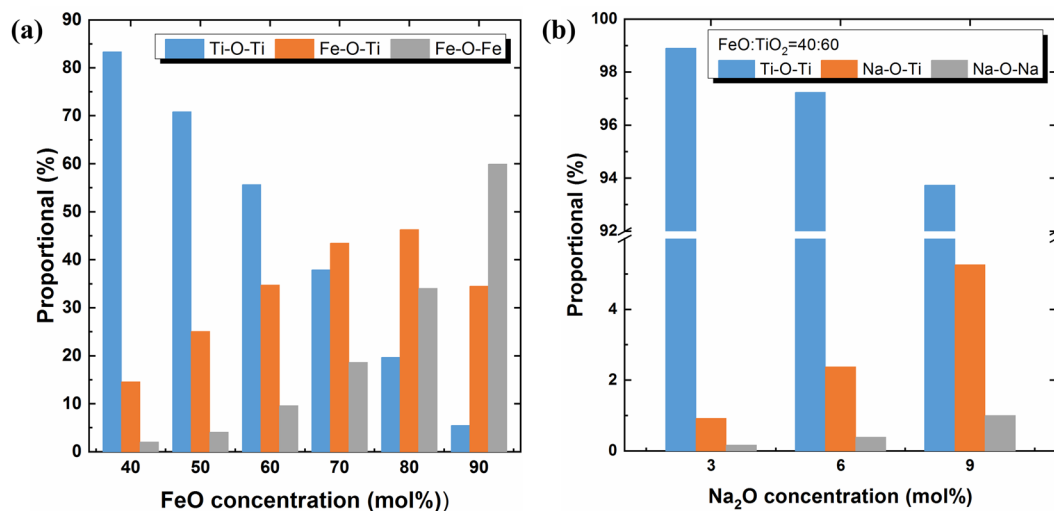 (a)
Ti-O-Ti Fe-O-Ti Fe-O-Fe
Proportional (%)
90
80
70
60
50
40
30
20
10
0
40 50 60 70 80 90
FeO concentration (mol%))
(b)
FeO:TiO₂=40:60
Ti-O-Ti Na-O-Ti Na-O-Na
Proportional (%)
100
98
96
94
92
4
2
0
3 6 9
Na₂O concentration (mol%)